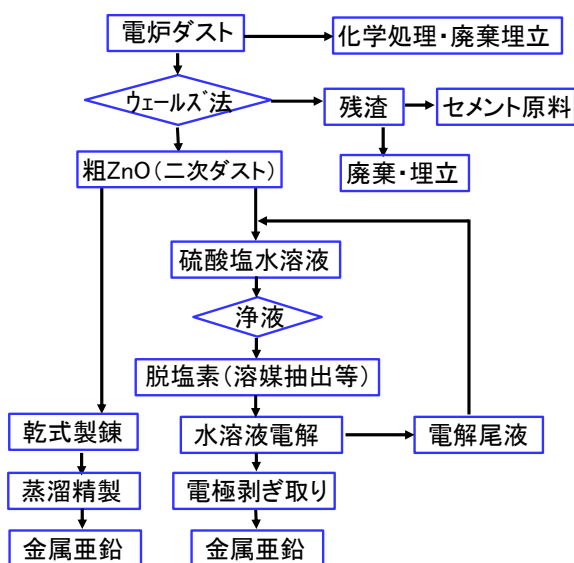 電炉ダスト
化学処理・廃棄埋立
ウェールズ法
残渣
セメント原料
粗ZnO(二次ダスト)
廃棄・埋立
硫酸塩水溶液
浄液
脱塩素(溶媒抽出等)
乾式製錬
水溶液電解
電解尾液
蒸溜精製
電極剥ぎ取り
金属亜鉛
金属亜鉛